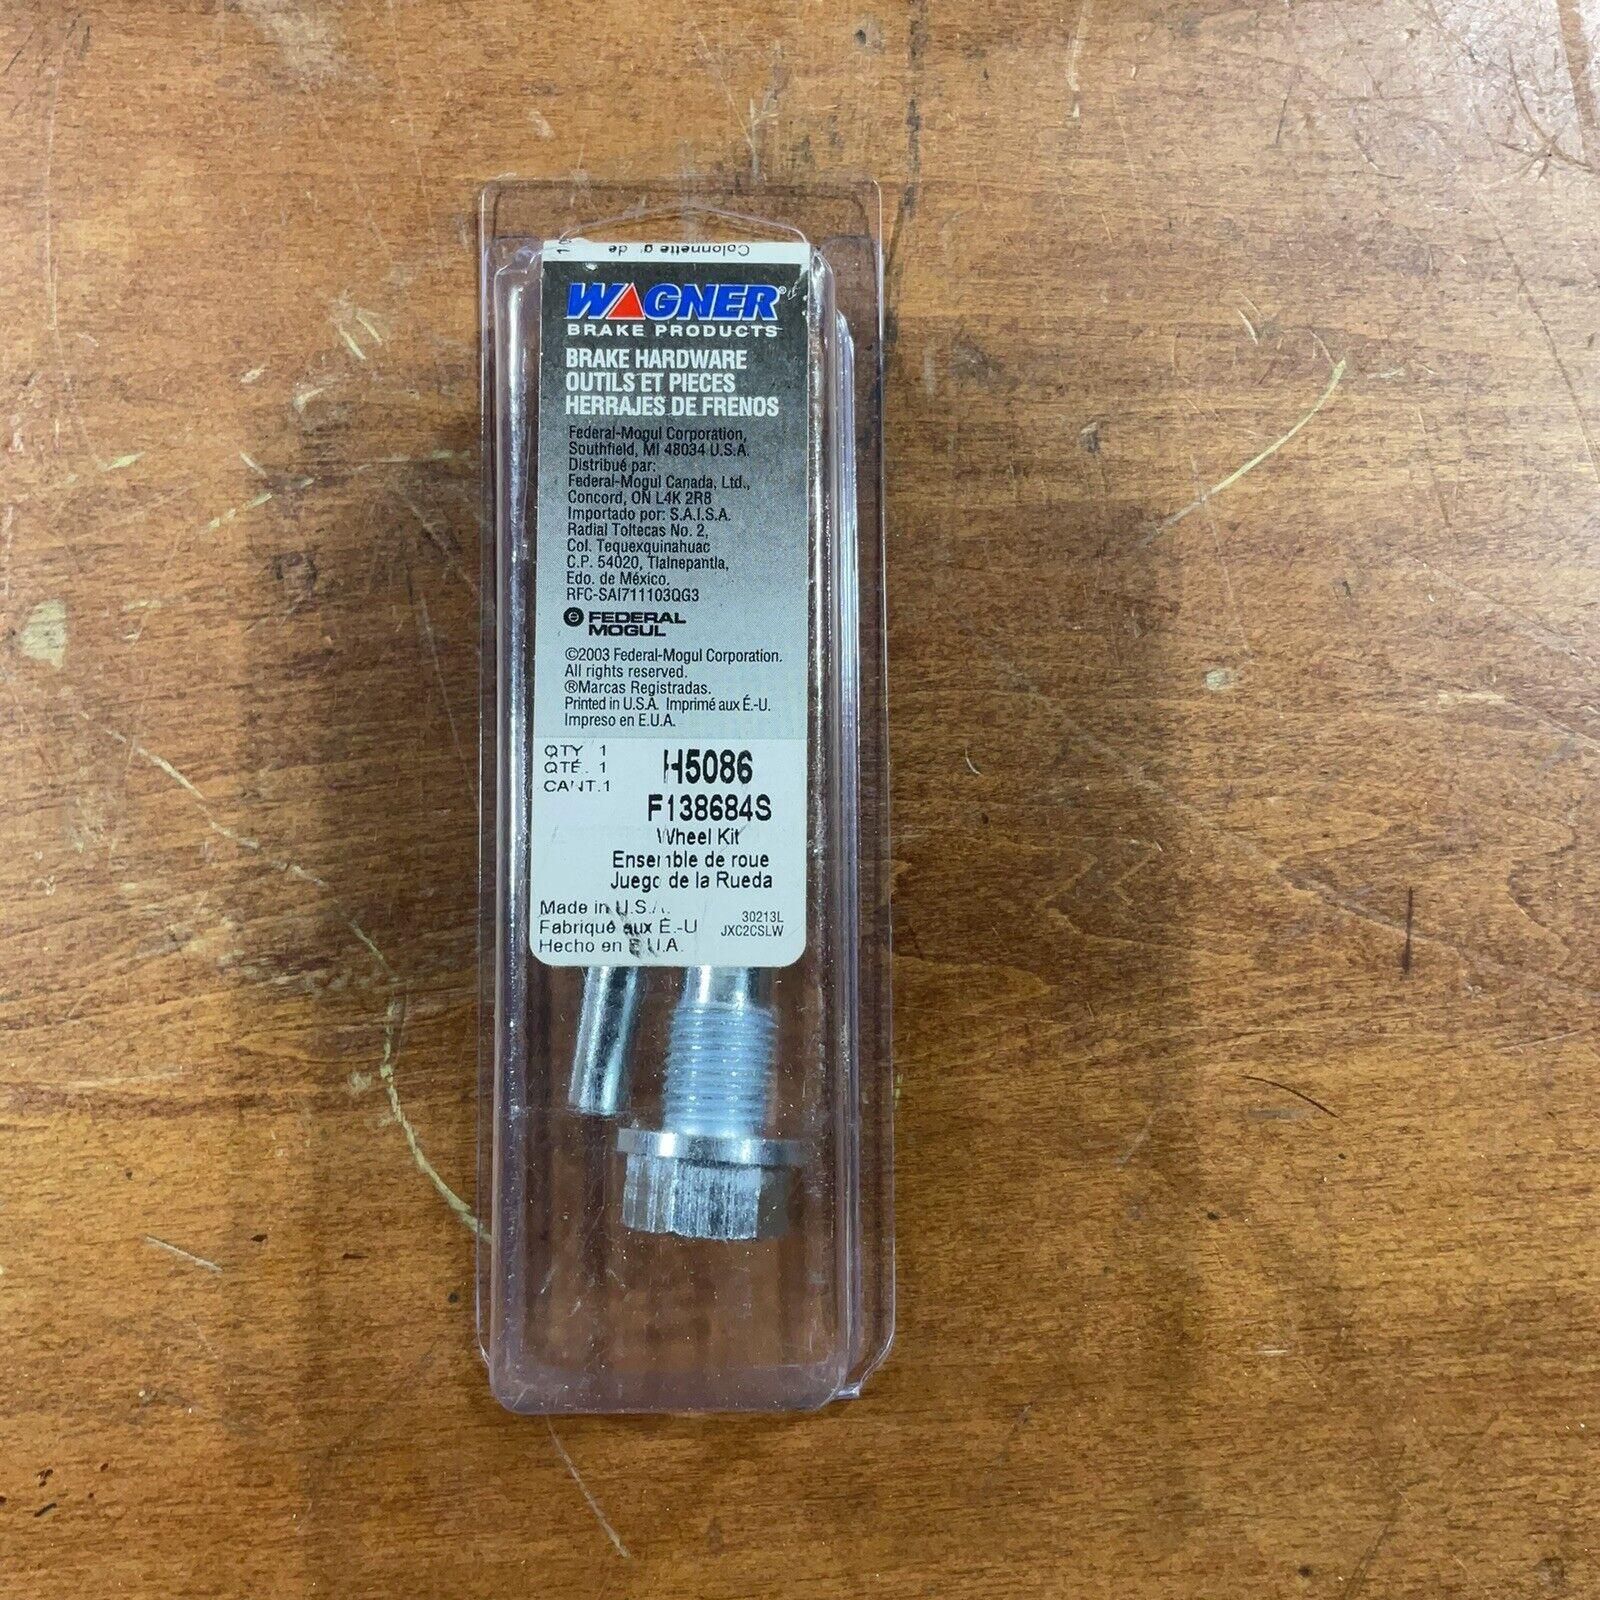 Colonnette g de
WAGNER®
BRAKE PRODUCTS
BRAKE HARDWARE
OUTILS ET PIECES
HERRAJES DE FRENOS
Federal-Mogul Corporation,
Southfield, MI 48034 U.S.A.
Distribué par:
Federal-Mogul Canada, Ltd.,
Concord, ON L4K 2R8
Importado por: S.A.I.S.A.
Radial Toltecas No. 2,
Col. Tequexquinahuac
C.P. 54020, Tlalnepantla,
Edo. de México.
RFC-SAI711103QG3
FEDERAL
MOGUL
©2003 Federal-Mogul Corporation.
All rights reserved.
®Marcas Registradas.
Printed in U.S.A. Imprimé aux É.-U.
Impreso en E.U.A.
QTY 1
QTÉ. 1
CANT.1
H5086
F138684S
Wheel Kit
Ensemble de roue
Juego de la Rueda
Made in U.S.A.
Fabriqué aux É.-U
Hecho en E.U.A.
30213L
JXC2CSLW